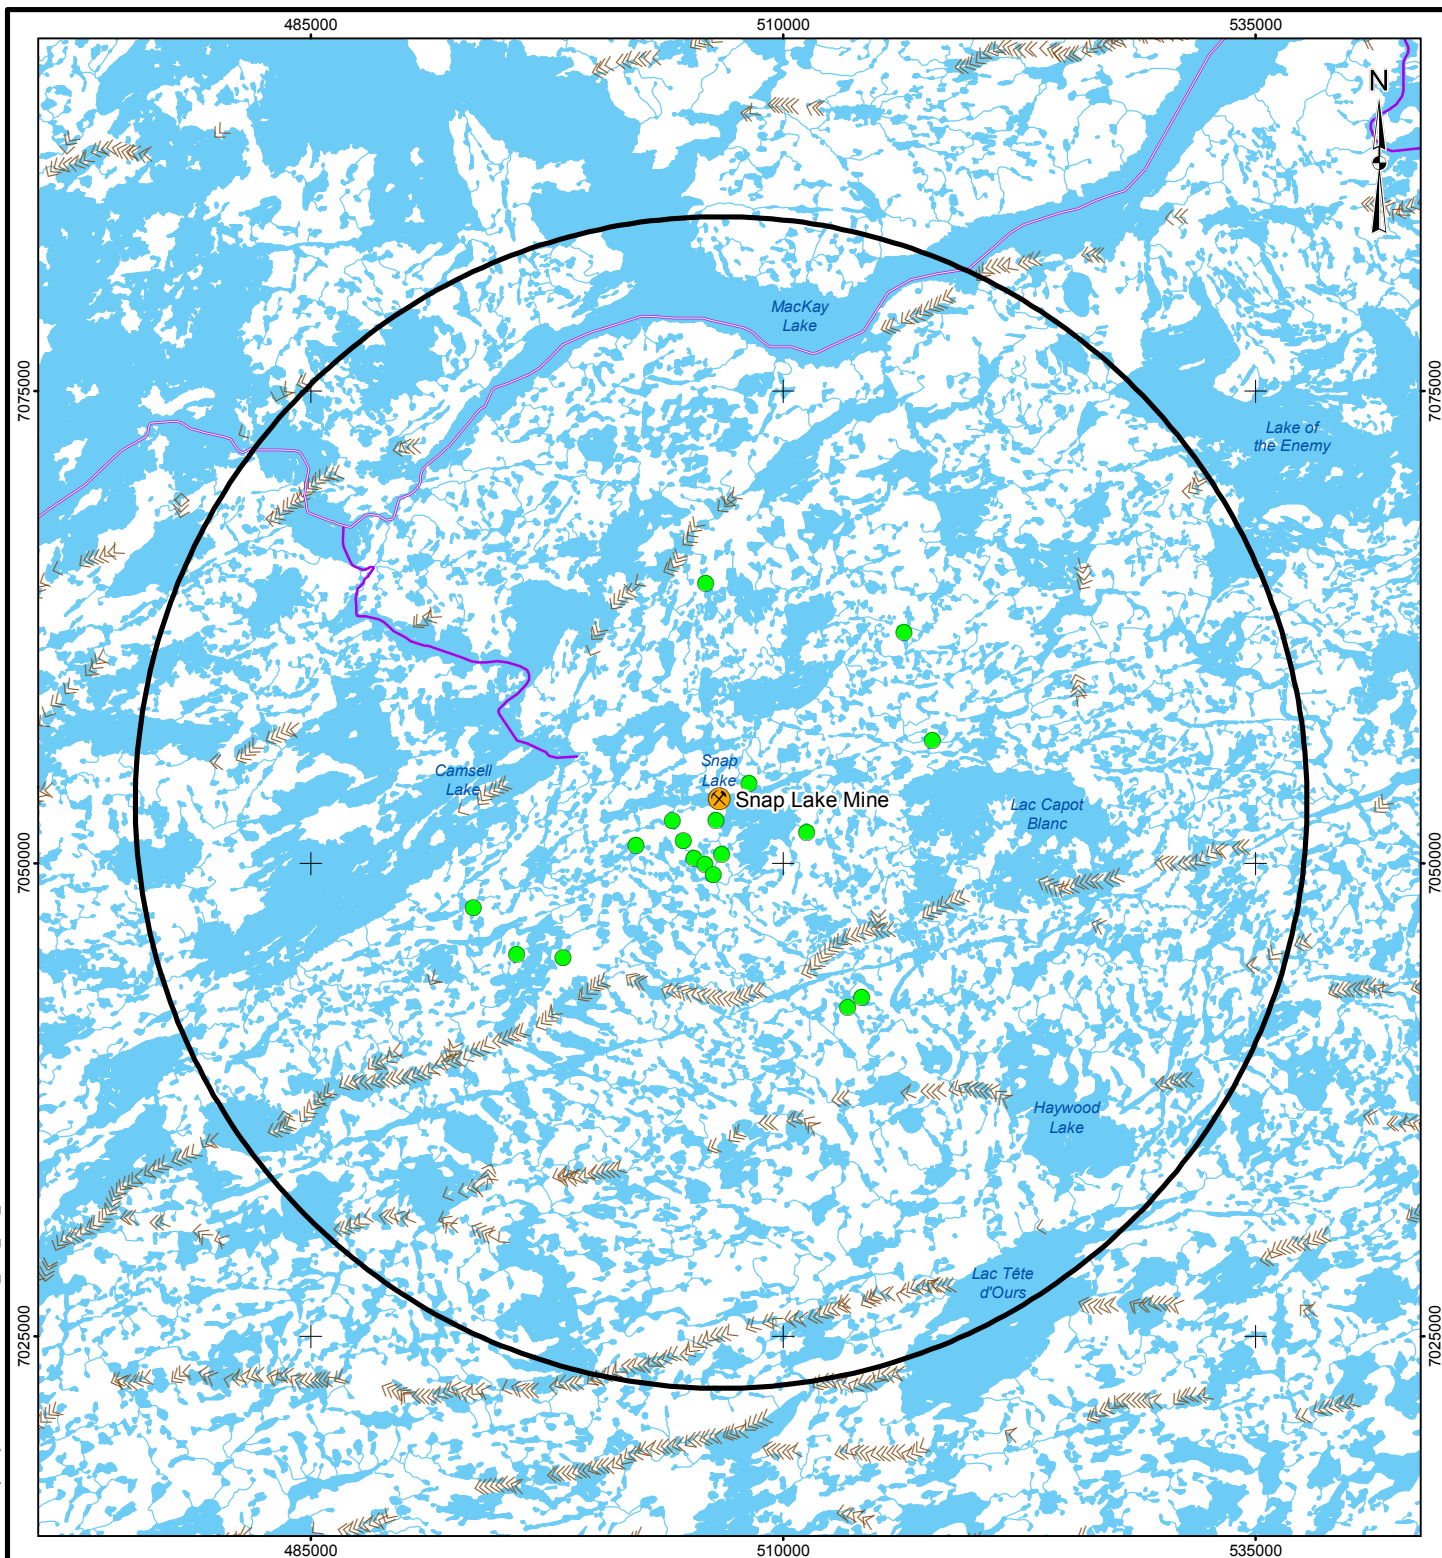 485000
510000
535000
N
MacKay
Lake
7075000
7075000
Lake of
the Enemy
Snap
Lake
Camsell
Lake
Snap Lake Mine
Lac Capot
Blanc
7050000
7050000
Haywood
Lake
Lac Tête
d'Ours
7025000
7025000
485000
510000
535000